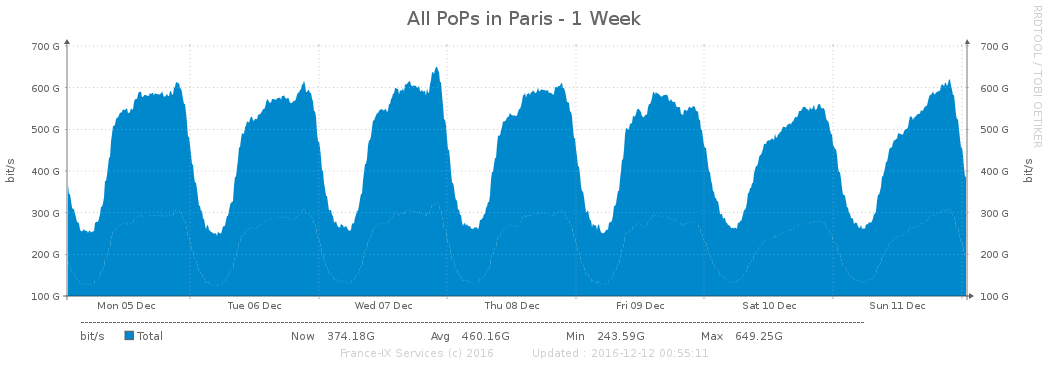 All PoPs in Paris - 1 Week
RRDTOOL / TOBI OETIKER
700 G 700 G
600 G 600 G
500 G 500 G
400 G 400 G
300 G 300 G
200 G 200 G
100 G 100 G
bit/s bit/s
Mon 05 Dec Tue 06 Dec Wed 07 Dec Thu 08 Dec Fri 09 Dec Sat 10 Dec Sun 11 Dec
bit/s Total Now 374.18G Avg 460.16G Min 243.59G Max 649.25G
France-IX Services (c) 2016 Updated : 2016-12-12 00:55:11